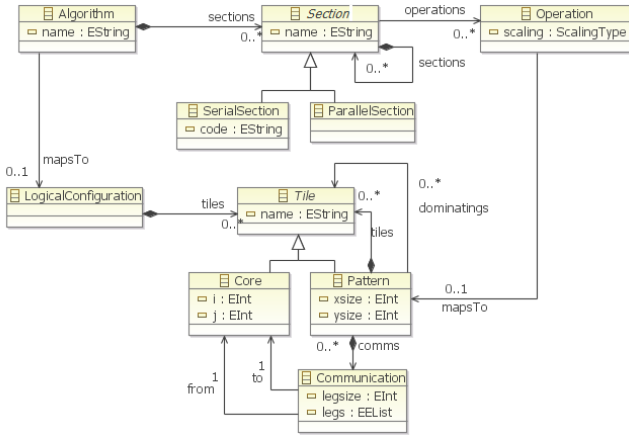 Algorithm
name : EString
sections
0..*
Section
name : EString
operations
0..*
Operation
scaling : ScalingType
0..*
sections
SerialSection
code : EString
ParallelSection
mapsTo
0..1
LogicalConfiguration
tiles
0..*
Tile
name : EString
0..*
tiles
0..*
dominatings
Core
i : EInt
j : EInt
Pattern
xsize : EInt
ysize : EInt
0..1
mapsTo
0..*
comms
1
from
1
to
Communication
legsize : EInt
legs : EEList